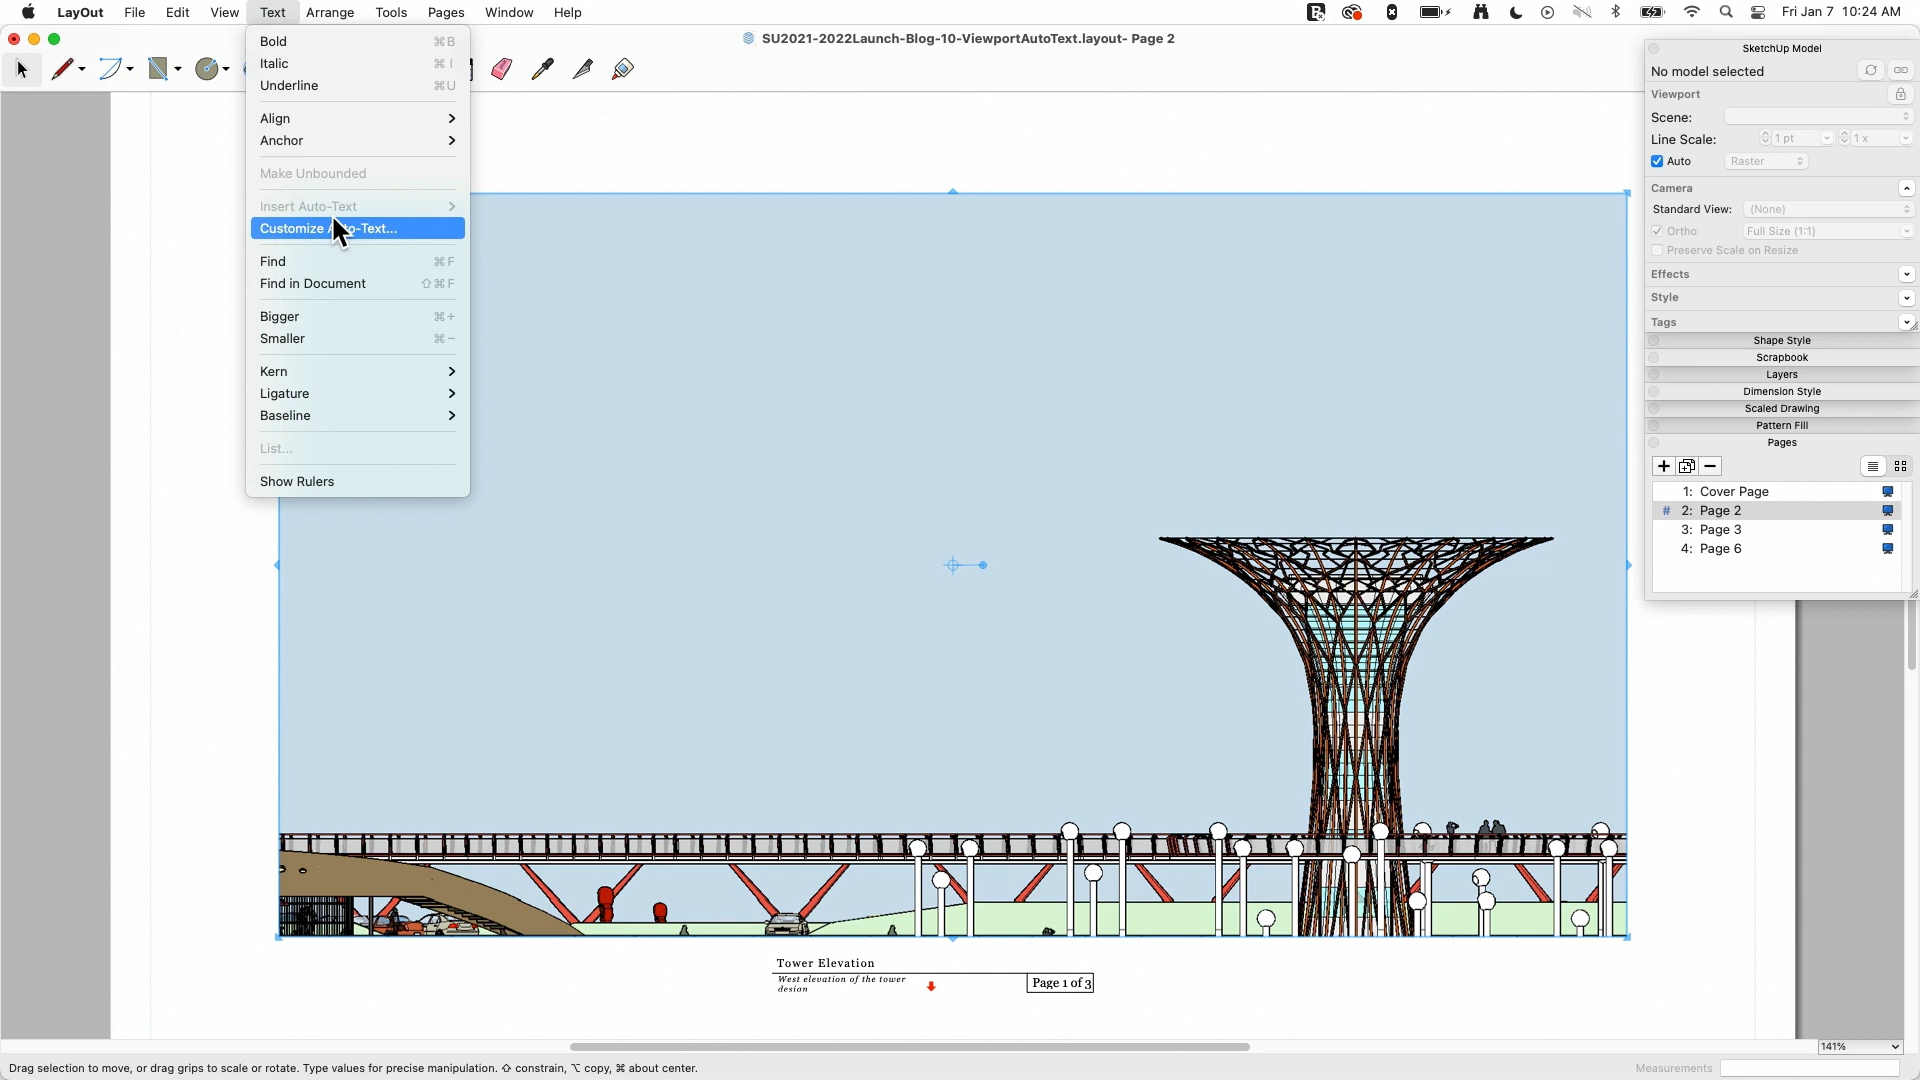 LayOut File Edit View Text Arrange Tools Pages Window Help Fri Jan 7 10:24 AM
SU2021-2022Launch-Blog-10-ViewportAutoText.layout- Page 2
Bold ⌘B
Italic ⌘I
Underline ⌘U
Align
Anchor
Make Unbounded
Insert Auto-Text
Customize -Text...
Find ⌘F
Find in Document ⇧⌘F
Bigger ⌘+
Smaller ⌘-
Kern
Ligature
Baseline
List...
Show Rulers
SketchUp Model
No model selected
Viewport
Scene:
Line Scale: 1 pt 1 x
Auto Raster
Camera
Standard View: (None)
Ortho Full Size (1:1)
Preserve Scale on Resize
Effects
Style
Tags
Shape Style
Scrapbook
Layers
Dimension Style
Scaled Drawing
Pattern Fill
Pages
1: Cover Page
# 2: Page 2
3: Page 3
4: Page 6
Tower Elevation
West elevation of the tower
design
Page 1 of 3
141%
Drag selection to move, or drag grips to scale or rotate. Type values for precise manipulation. ⇧ constrain, ⌥ copy, ⌘ about center.
Measurements